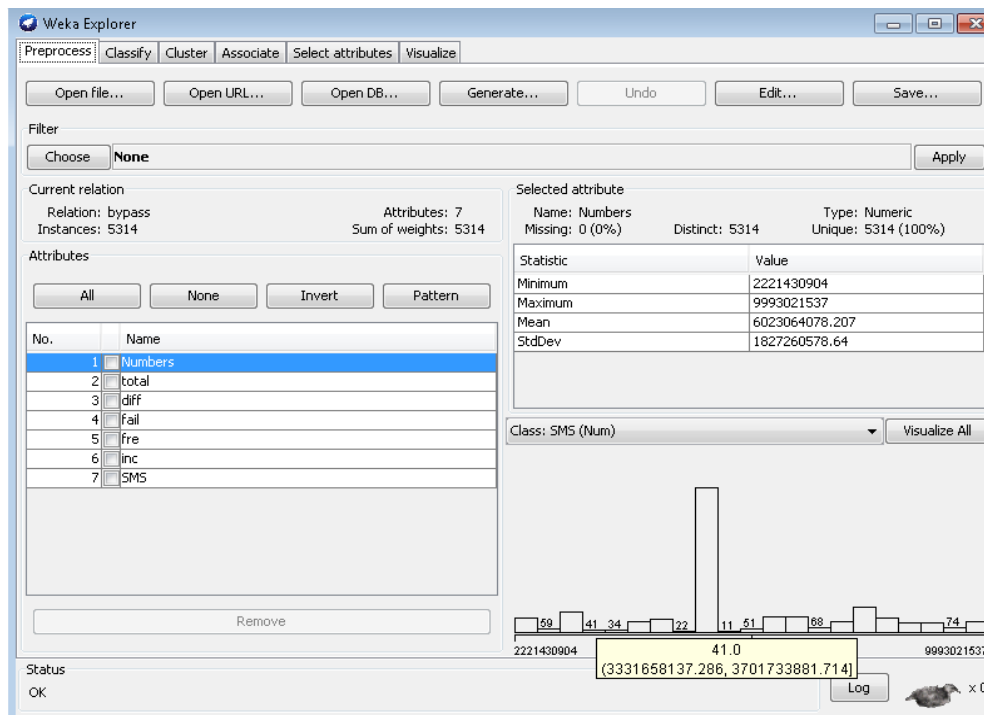 Weka Explorer
Preprocess Classify Cluster Associate Select attributes Visualize
Open file... Open URL... Open DB... Generate... Undo Edit... Save...
Filter
Choose None Apply
Current relation
Relation: bypass Attributes: 7
Instances: 5314 Sum of weights: 5314
Attributes
All None Invert Pattern
No. Name
1 Numbers
2 total
3 diff
4 fail
5 fre
6 inc
7 SMS
Remove
Selected attribute
Name: Numbers Type: Numeric
Missing: 0 (0%) Distinct: 5314 Unique: 5314 (100%)
Statistic Value
Minimum 2221430904
Maximum 9993021537
Mean 6023064078.207
StdDev 1827260578.64
Class: SMS (Num) Visualize All
59 41 34 22 11 51 68 74
2221430904 9993021537
41.0
(3331658137.286, 3701733881.714]
Status
OK Log x 0